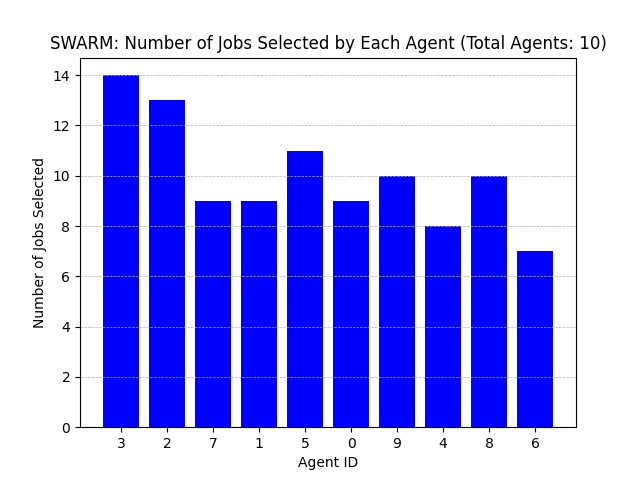 SWARM: Number of Jobs Selected by Each Agent (Total Agents: 10)
14
12
10
8
6
4
2
0
Number of Jobs Selected
3 2 7 1 5 0 9 4 8 6
Agent ID